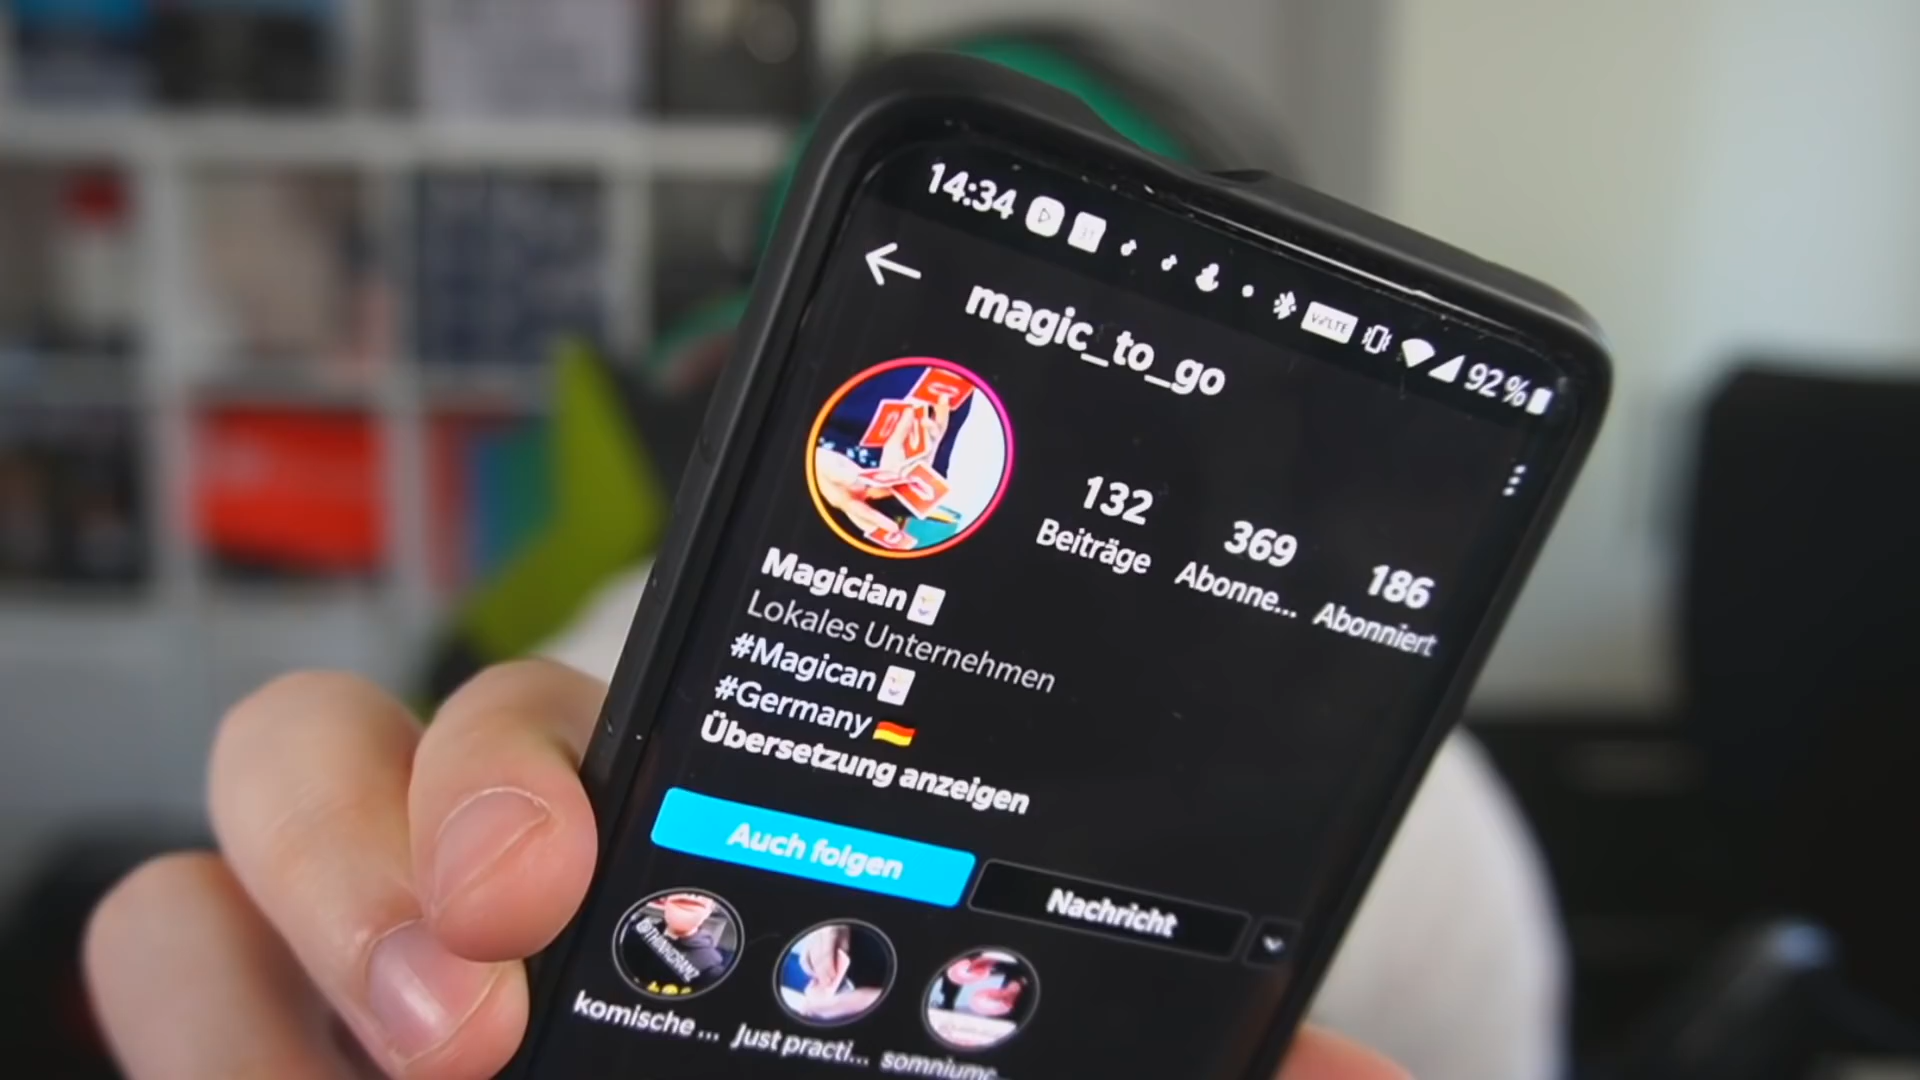 14:34 92%
magic_to_go
132 369 186
Beiträge Abonne... Abonniert
Magician🃏
Lokales Unternehmen
#Magican🃏
#Germany🇩🇪
Übersetzung anzeigen
Auch folgen Nachricht
komische ... Just practi... somniumc...